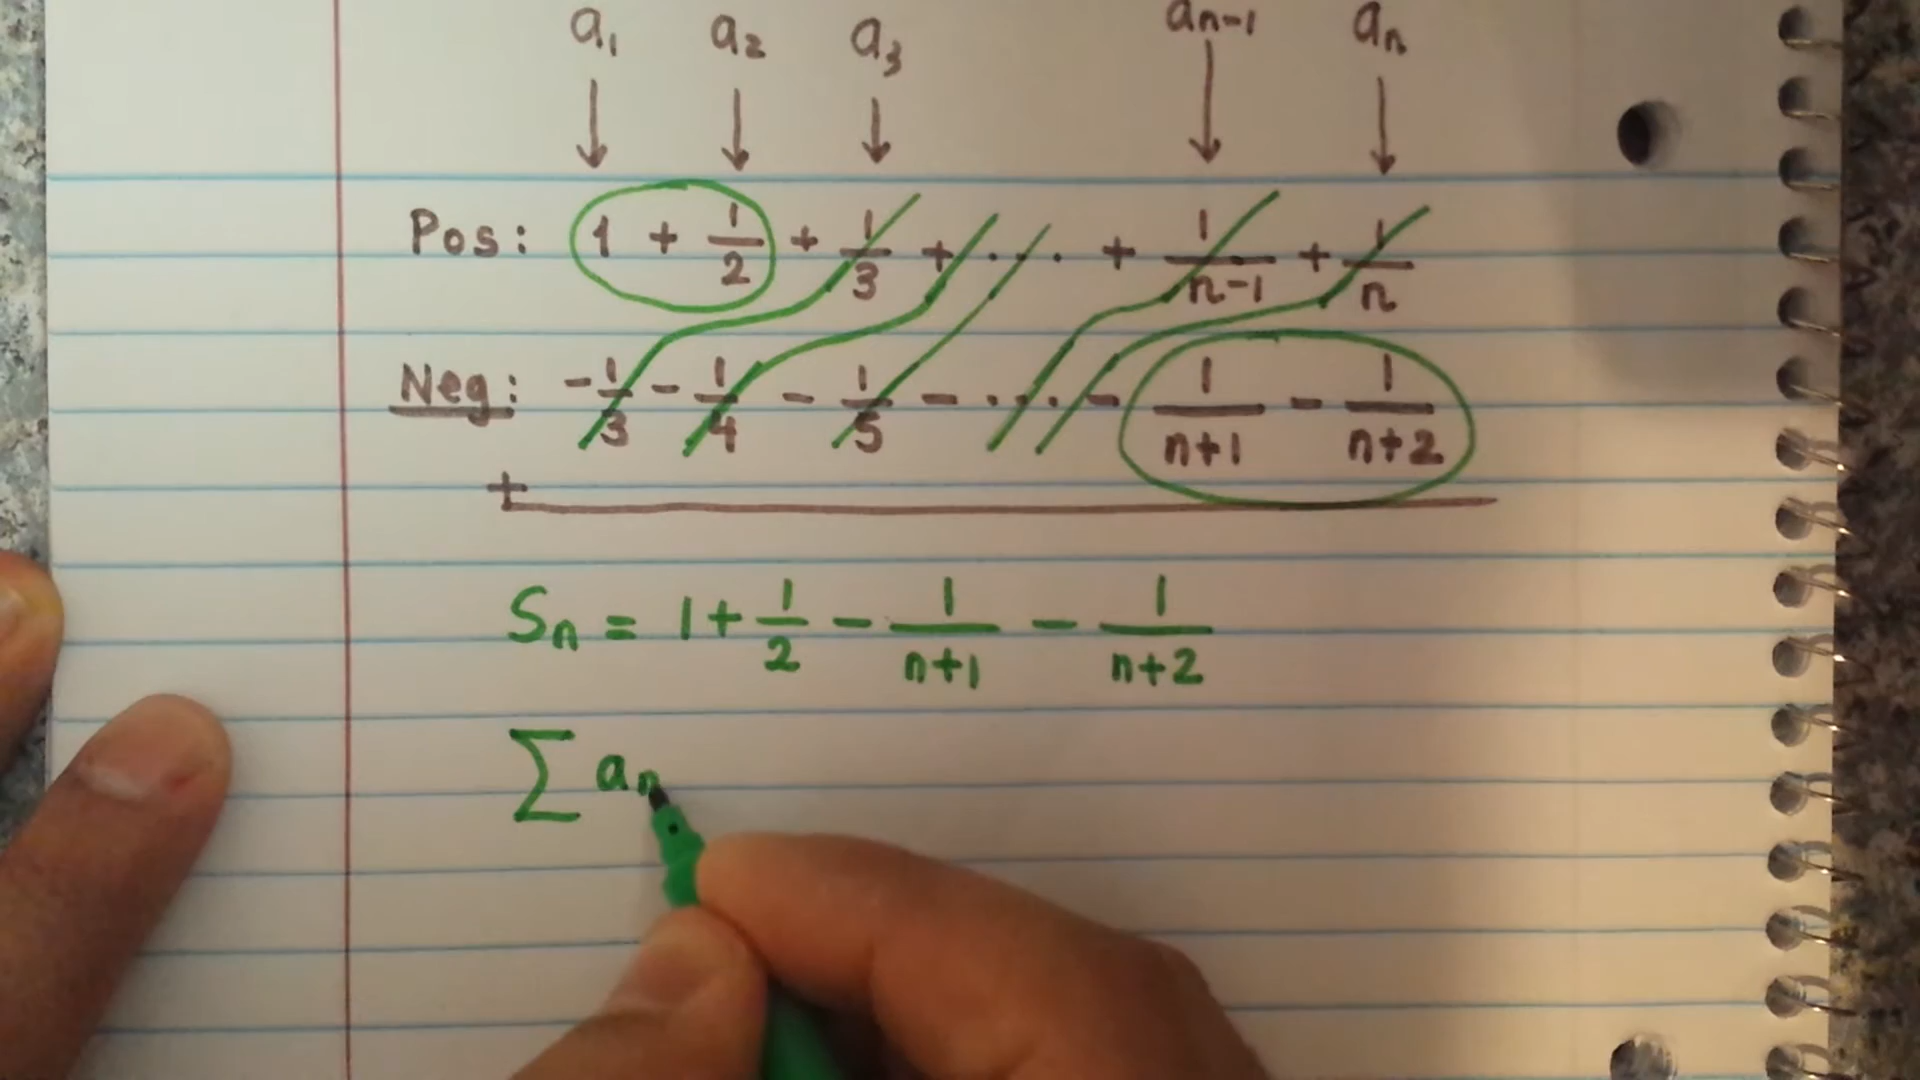 a₁ a₂ a₃ aₙ₋₁ aₙ
Pos: 1 + 1/2 + 1/3 + .... + 1/(n-1) + 1/n
Neg: -1/3 - 1/4 - 1/5 - .... - 1/(n+1) - 1/(n+2)
+
Sₙ = 1 + 1/2 - 1/(n+1) - 1/(n+2)
∑ aₙ